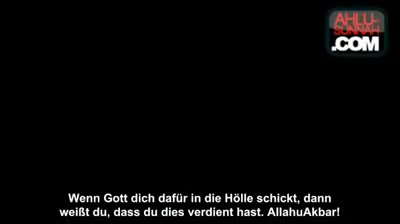 AHLU-
SUNNAH
.COM
Wenn Gott dich dafür in die Hölle schickt, dann
weißt du, dass du dies verdient hast. AllahuAkbar!